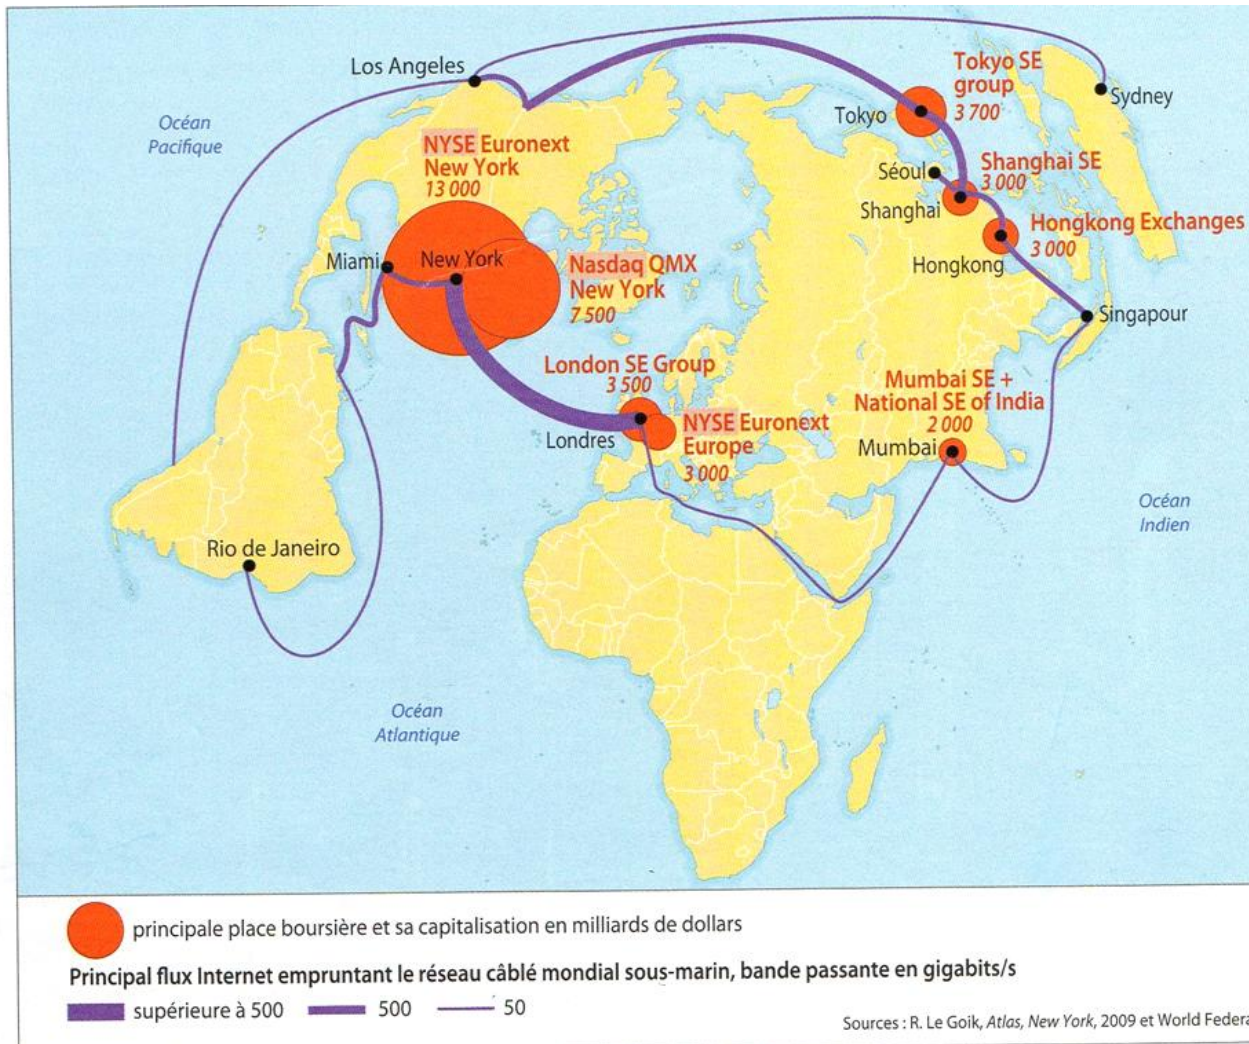 Los Angeles
Océan
Pacifique
NYSE Euronext
New York
13 000
Tokyo SE
group
3 700
Tokyo
Sydney
Séoul
Shanghai SE
3 000
Shanghai
Hongkong Exchanges
3 000
Hongkong
Miami
New York
Nasdaq QMX
New York
7 500
Singapour
London SE Group
3 500
Londres
NYSE Euronext
Europe
3 000
Mumbai SE +
National SE of India
2 000
Mumbai
Océan
Indien
Rio de Janeiro
Océan
Atlantique
principale place boursière et sa capitalisation en milliards de dollars
Principal flux Internet empruntant le réseau câblé mondial sous-marin, bande passante en gigabits/s
supérieure à 500
500
50
Sources : R. Le Goik, Atlas, New York, 2009 et World Federa